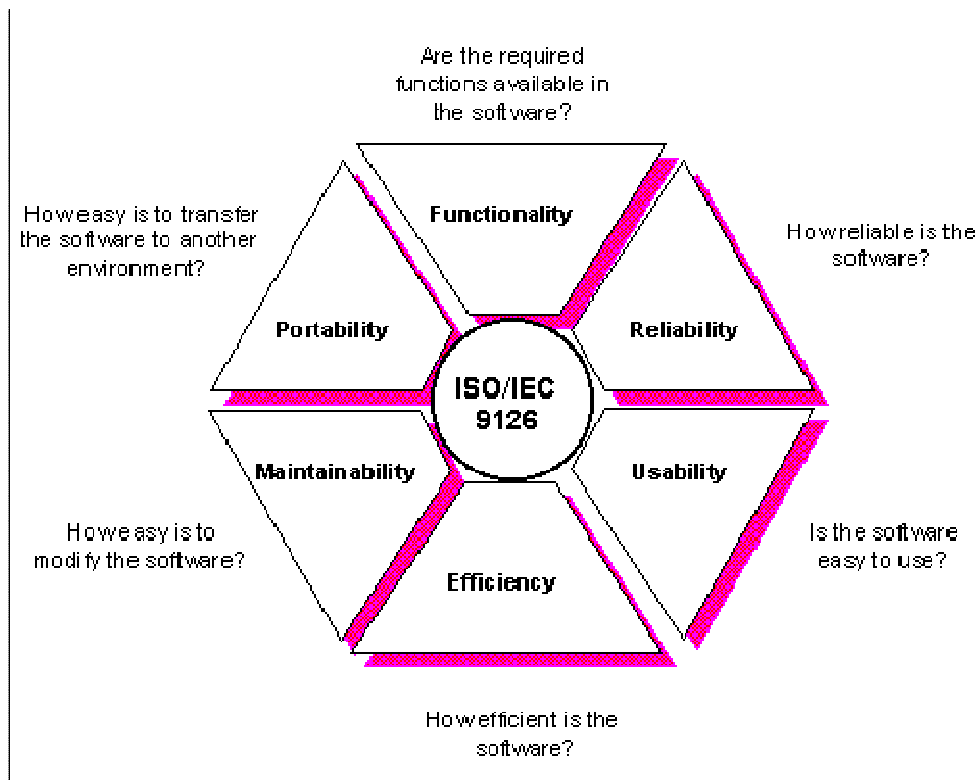 Are the required
functions available in
the software?
Functionality
How easy is to transfer
the software to another
environment?
How reliable is the
software?
Portability
Reliability
ISO/IEC
9126
Maintainability
Usability
How easy is to
modify the software?
Is the software
easy to use?
Efficiency
How efficient is the
software?